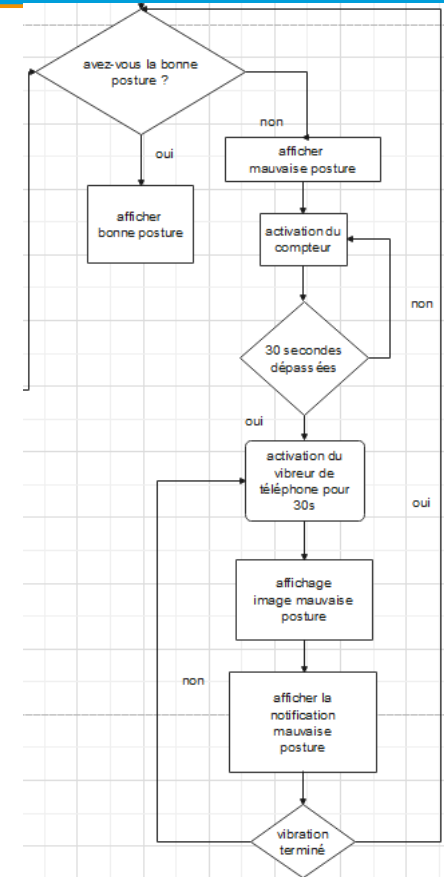 avez-vous la bonne
posture ?
non
oui
afficher
mauvaise posture
afficher
bonne posture
activation du
compteur
non
30 secondes
dépassées
oui
activation du
vibreur de
téléphone pour
30s
oui
affichage
image mauvaise
posture
non
afficher la
notification
mauvaise
posture
vibration
terminé